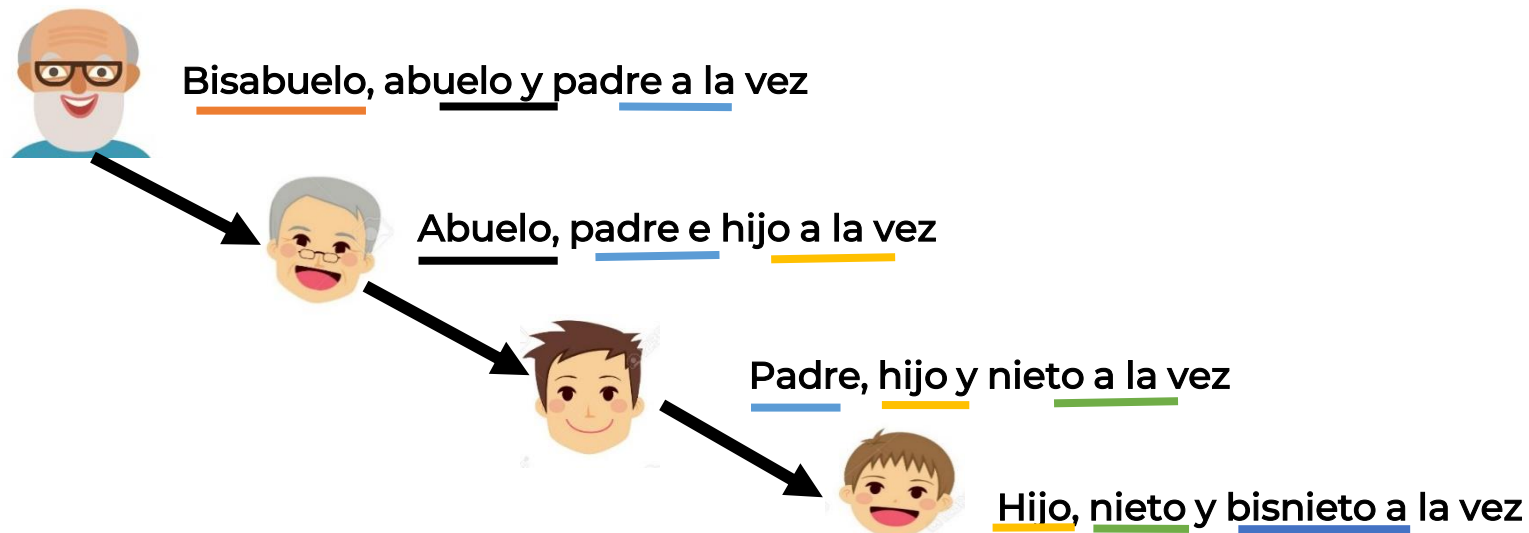 Bisabuelo, abuelo y padre a la vez
Abuelo, padre e hijo a la vez
Padre, hijo y nieto a la vez
Hijo, nieto y bisnieto a la vez